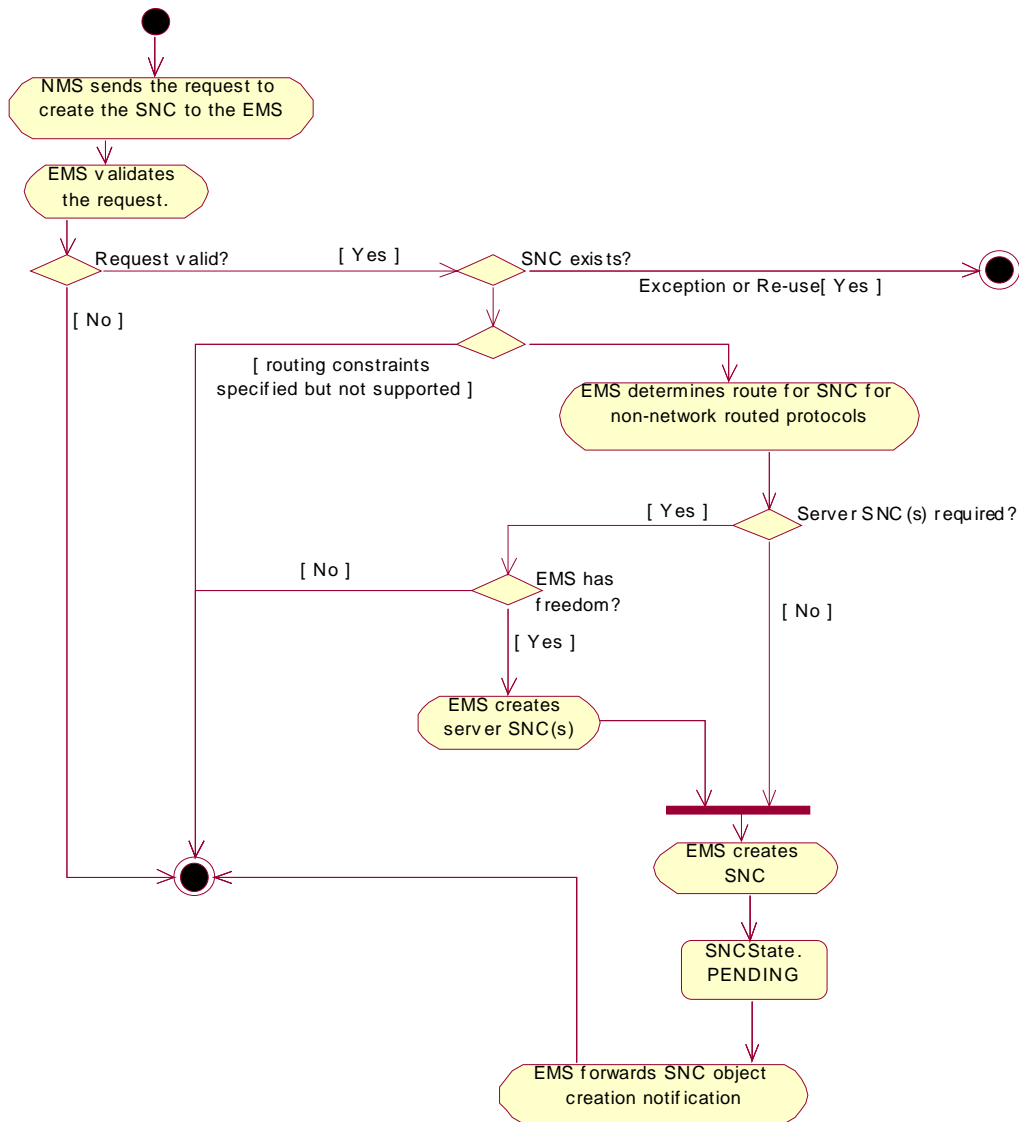 NMS sends the request to
create the SNC to the EMS
EMS validates
the request.
Request valid?
[ Yes ]
SNC exists?
Exception or Re-use[ Yes ]
[ No ]
[ routing constraints
specified but not supported ]
EMS determines route for SNC for
non-network routed protocols
[ Yes ]
Server SNC(s) required?
[ No ]
EMS has
freedom?
[ No ]
[ Yes ]
EMS creates
server SNC(s)
EMS creates
SNC
SNCState.
PENDING
EMS forwards SNC object
creation notification